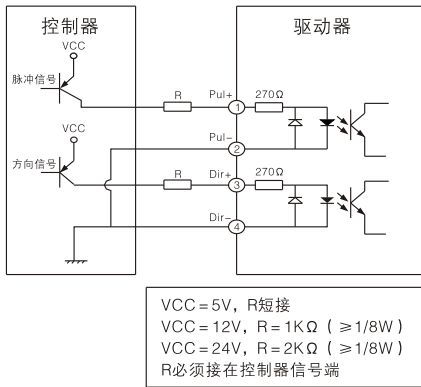 控制器
驱动器
VCC
脉冲信号
R
Pul+
1
270Ω
VCC
Pul-
2
方向信号
R
Dir+
3
270Ω
Dir-
4
VCC=5V，R短接
VCC=12V，R=1KΩ（≥1/8W）
VCC=24V，R=2KΩ（≥1/8W）
R必须接在控制器信号端